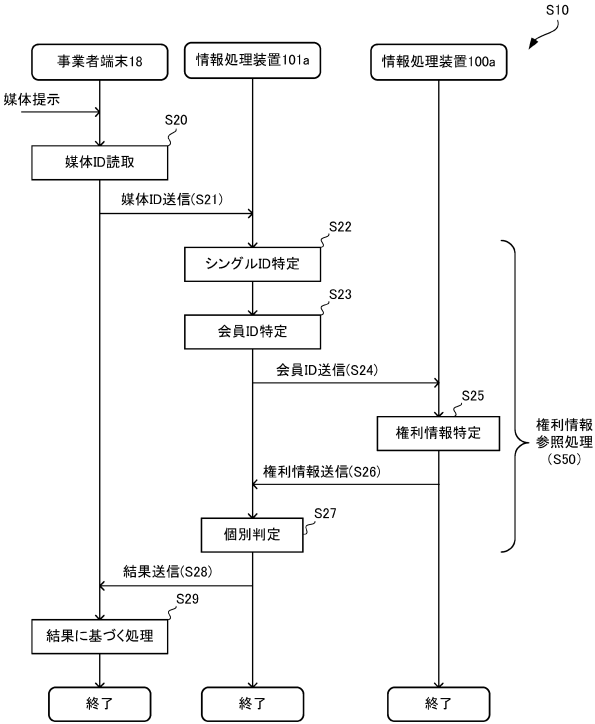 S10
事業者端末18
情報処理装置101a
情報処理装置100a
媒体提示
S20
媒体ID読取
媒体ID送信(S21)
S22
シングルID特定
S23
会員ID特定
会員ID送信(S24)
S25
権利情報特定
権利情報
参照処理
(S50)
権利情報送信(S26)
S27
個別判定
結果送信(S28)
S29
結果に基づく処理
終了
終了
終了